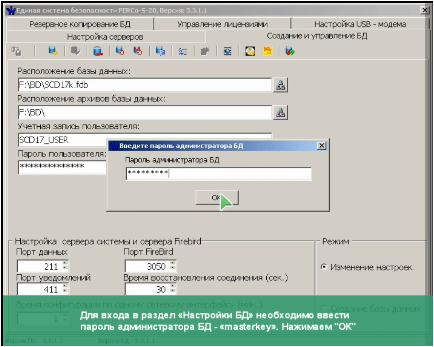 Единая система безопасности PERCo-S-20, Версия: 3.3.1.1
Резервное копирование БД
Управление лицензиями
Настройка USB - модема
Настройка серверов
Создание и управление БД
Расположение базы данных:
F:\BD\SCD17k.fdb
Расположение архивов базы данных:
F:\BD\
Учетная запись пользователя:
SCD17_USER
Пароль пользователя:
**************
Введите пароль администратора БД
Пароль администратора БД
*********
OK
Настройка сервера системы и сервера Firebird
Порт данных
Порт FireBird
211
3050
Порт уведомлений
Время восстановления соединения (сек.)
411
30
Режим
Изменение настроек
Создание базы данных
Для входа в раздел «Настройки БД» необходимо ввести
пароль администратора БД - «masterkey». Нажимаем "ОК"